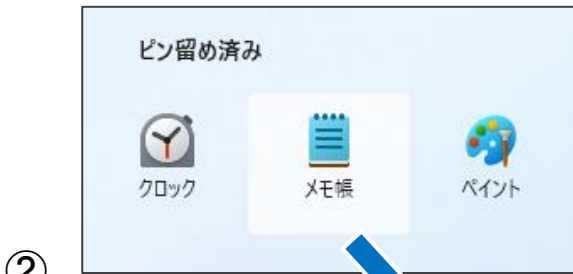 ピン留め済み
クロック
メモ帳
ペイント
②